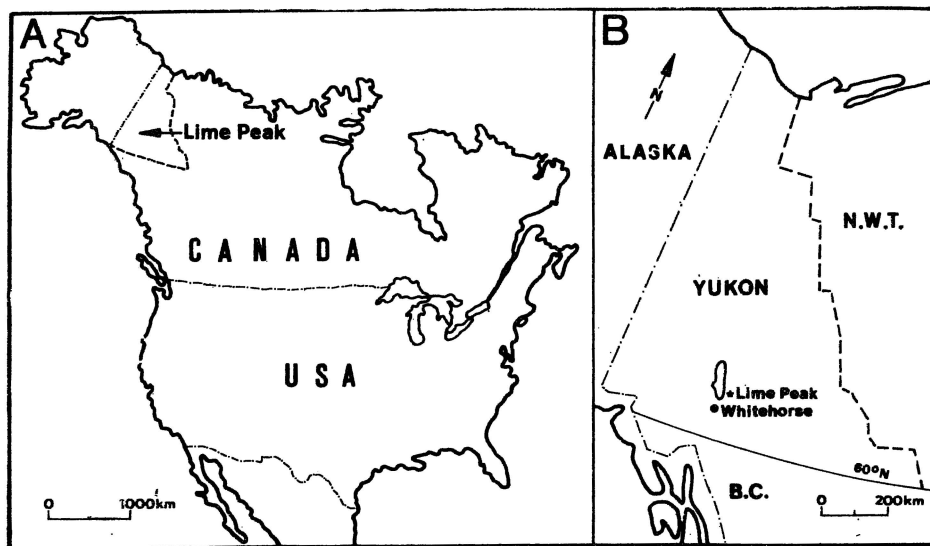 A
Lime Peak
CANADA
USA
0 1000km
B
N
ALASKA
N.W.T.
YUKON
*Lime Peak
Whitehorse
60°N
B.C.
0 200km